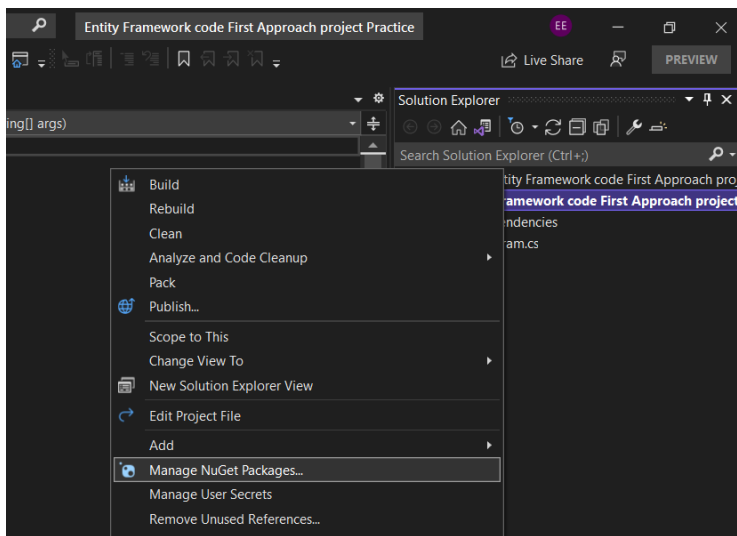 Entity Framework code First Approach project Practice
EE
Live Share
PREVIEW
Solution Explorer
ing[] args)
Search Solution Explorer (Ctrl+;)
tity Framework code First Approach pro
ramework code First Approach project
endencies
ram.cs
Build
Rebuild
Clean
Analyze and Code Cleanup
Pack
Publish...
Scope to This
Change View To
New Solution Explorer View
Edit Project File
Add
Manage NuGet Packages...
Manage User Secrets
Remove Unused References...